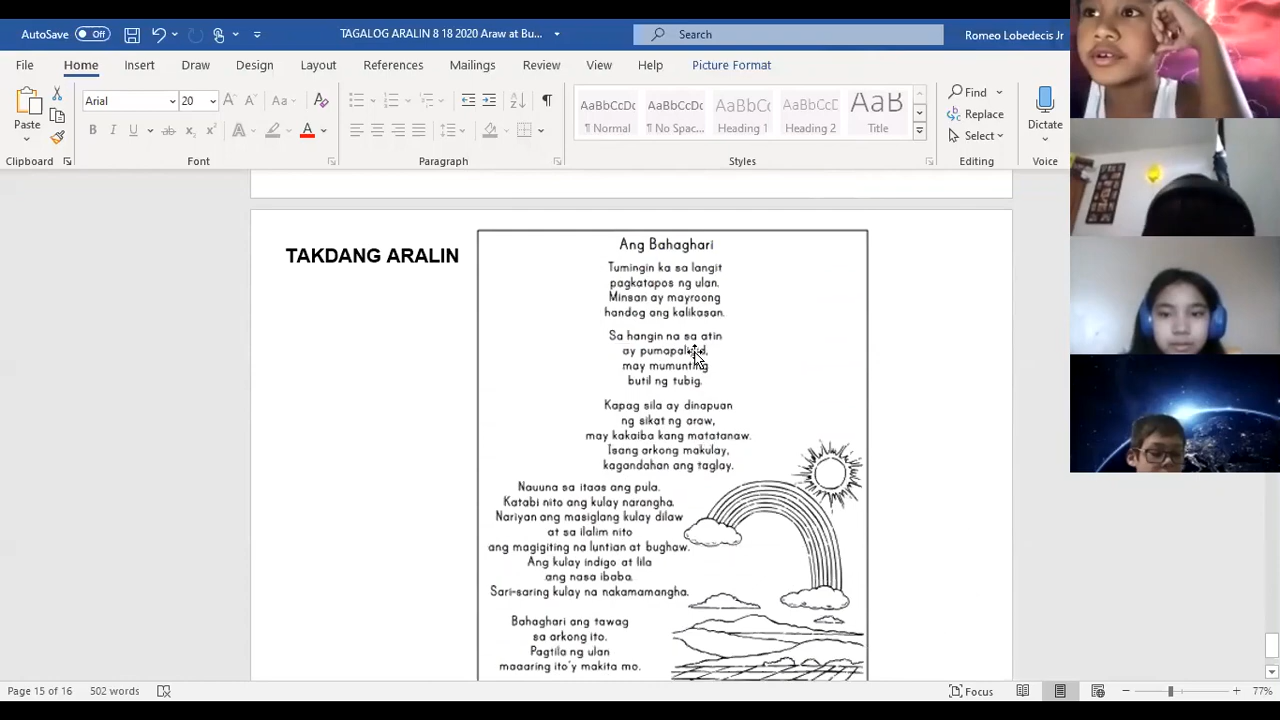 AutoSave Off TAGALOG ARALIN 8 18 2020 Araw at Bu... Search Romeo Lobedecis Jr
File Home Insert Draw Design Layout References Mailings Review View Help Picture Format
Paste
Arial 20
AaBbCcDc AaBbCcDc AaBbCc AaBbCcD AaB
¶ Normal ¶ No Spac... Heading 1 Heading 2 Title
Find
Replace
Select
Dictate
Clipboard Font Paragraph Styles Editing Voice
TAKDANG ARALIN
Ang Bahaghari
Tumingin ka sa langit
pagkatapos ng ulan.
Minsan ay mayroong
handog ang kalikasan.
Sa hangin na sa atin
ay
may mumunting
butil ng tubig.
Kapag sila ay dinapuan
ng sikat ng araw,
may kakaiba kang matatanaw.
Isang arkong makulay,
kagandahan ang taglay.
Nauuna sa itaas ang pula.
Katabi nito ang kulay narangha.
Nariyan ang masiglang kulay dilaw
at sa ilalim nito
ang magigiting na luntian at bughaw.
Ang kulay indigo at lila
ang nasa ibaba.
Sari-saring kulay na nakamamangha.
Bahaghari ang tawag
sa arkong ito.
Pagtila ng ulan
maaaring ito'y makita mo.
Page 15 of 16 502 words Focus 77%